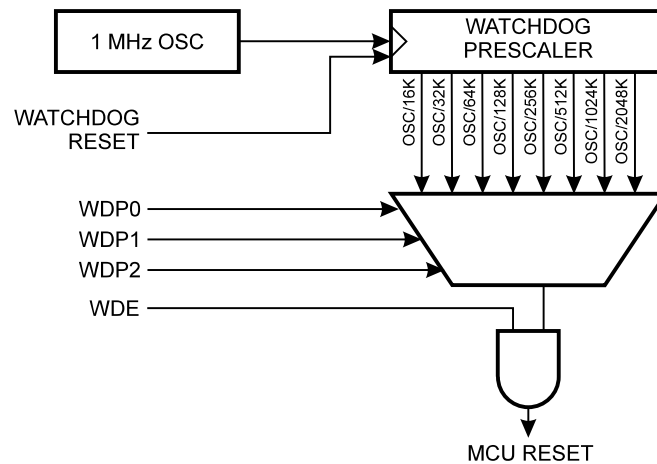 1 MHz OSC
WATCHDOG
PRESCALER
WATCHDOG
RESET
OSC/16K
OSC/32K
OSC/64K
OSC/128K
OSC/256K
OSC/512K
OSC/1024K
OSC/2048K
WDP0
WDP1
WDP2
WDE
MCU RESET